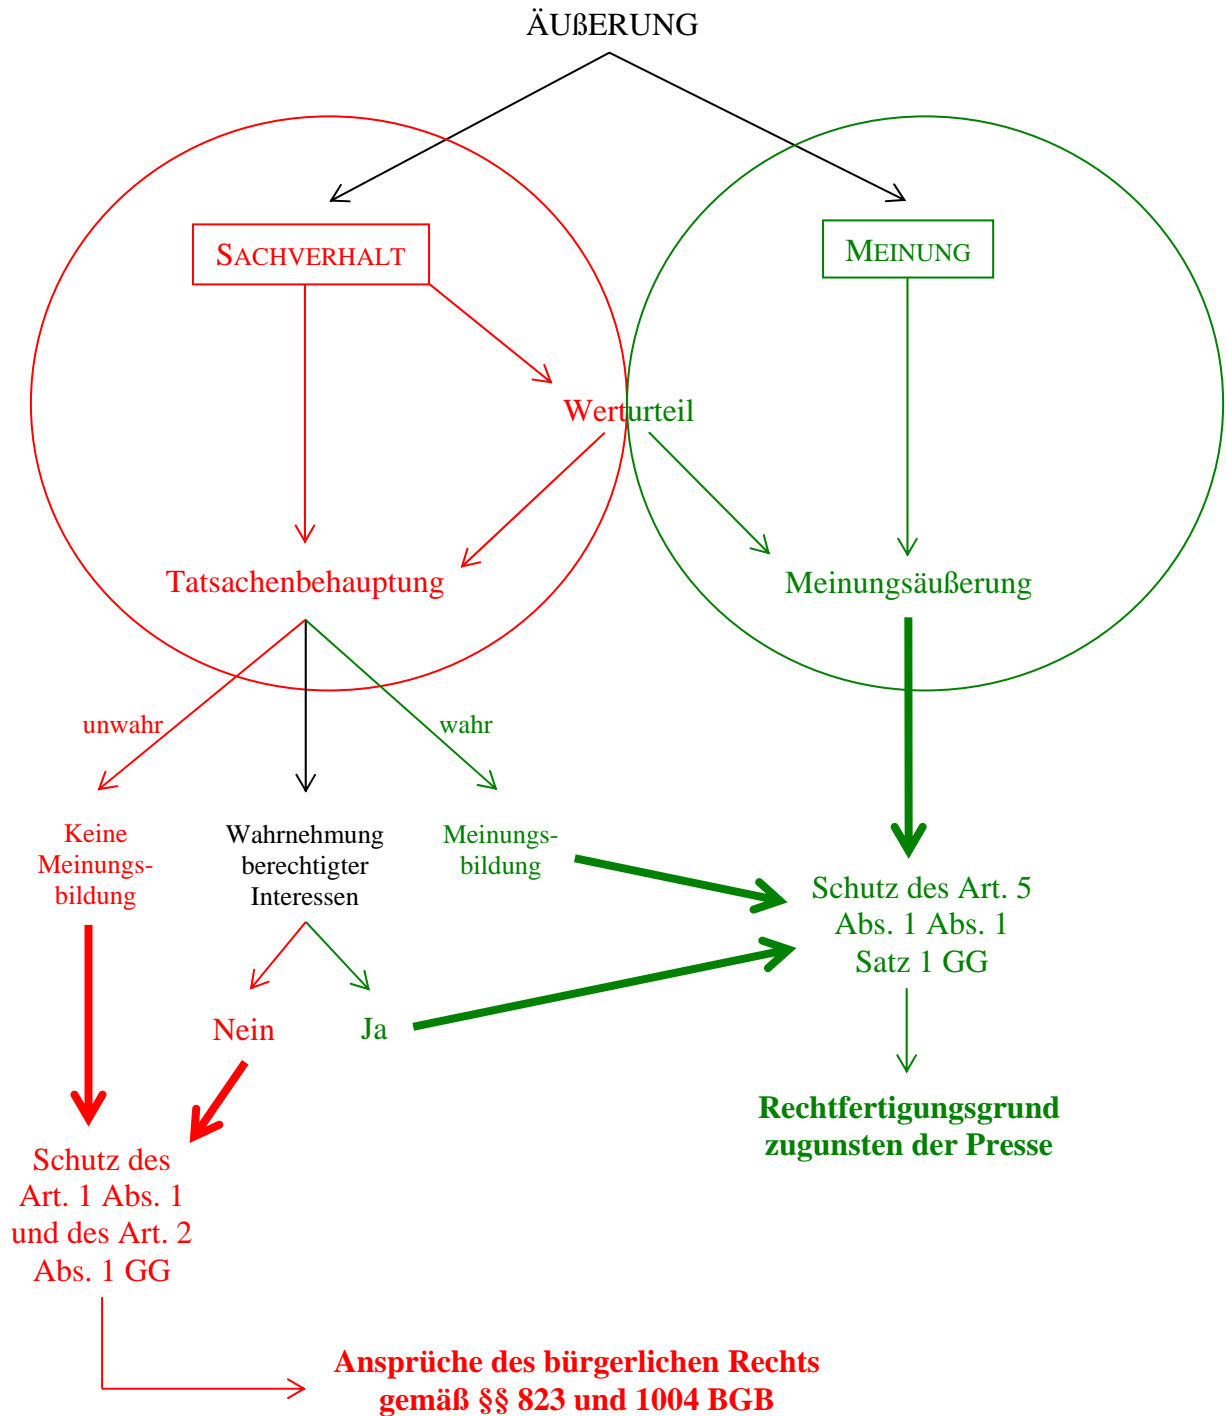 ÄUßERUNG
SACHVERHALT
MEINUNG
Werturteil
Tatsachenbehauptung
Meinungsäußerung
unwahr
wahr
Keine
Meinungs-
bildung
Wahrnehmung
berechtigter
Interessen
Meinungs-
bildung
Schutz des Art. 5
Abs. 1 Abs. 1
Satz 1 GG
Nein
Ja
Rechtfertigungsgrund
zugunsten der Presse
Schutz des
Art. 1 Abs. 1
und des Art. 2
Abs. 1 GG
Ansprüche des bürgerlichen Rechts
gemäß §§ 823 und 1004 BGB